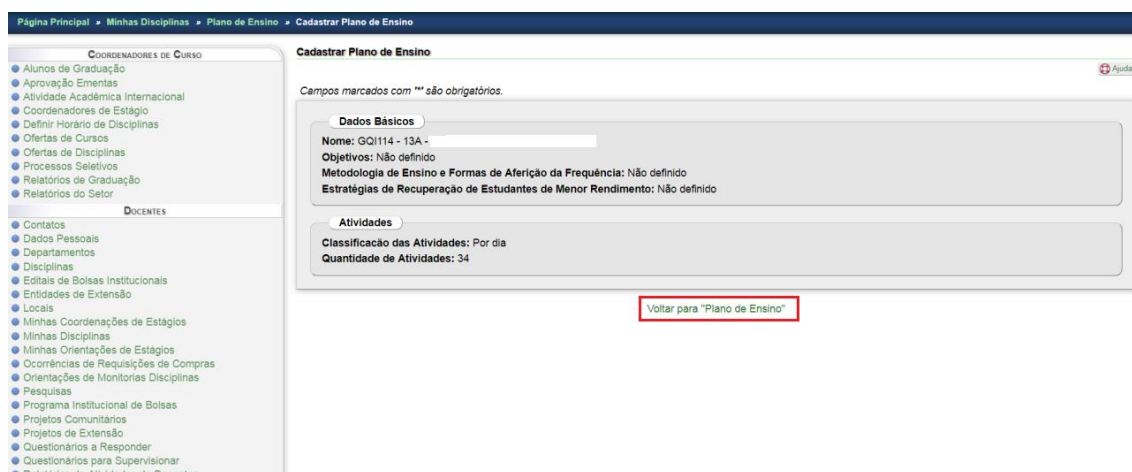 Página Principal » Minhas Disciplinas » Plano de Ensino » Cadastrar Plano de Ensino
COORDENADORES DE CURSO
Alunos de Graduação
Aprovação Ementas
Atividade Acadêmica Internacional
Coordenadores de Estágio
Definir Horário de Disciplinas
Ofertas de Cursos
Ofertas de Disciplinas
Processos Seletivos
Relatórios de Graduação
Relatórios do Setor
DOCENTES
Contatos
Dados Pessoais
Departamentos
Disciplinas
Editais de Bolsas Institucionais
Entidades de Extensão
Locais
Minhas Coordenações de Estágios
Minhas Disciplinas
Minhas Orientações de Estágios
Ocorrências de Requisições de Compras
Orientações de Monitorias Disciplinas
Pesquisas
Programa Institucional de Bolsas
Projetos Comunitários
Projetos de Extensão
Questionários a Responder
Questionários para Supervisionar
Cadastrar Plano de Ensino
Ajuda
Campos marcados com "*" são obrigatórios.
Dados Básicos
Nome: GQI114 - 13A -
Objetivos: Não definido
Metodologia de Ensino e Formas de Aferição da Frequência: Não definido
Estratégias de Recuperação de Estudantes de Menor Rendimento: Não definido
Atividades
Classificação das Atividades: Por dia
Quantidade de Atividades: 34
Voltar para "Plano de Ensino"